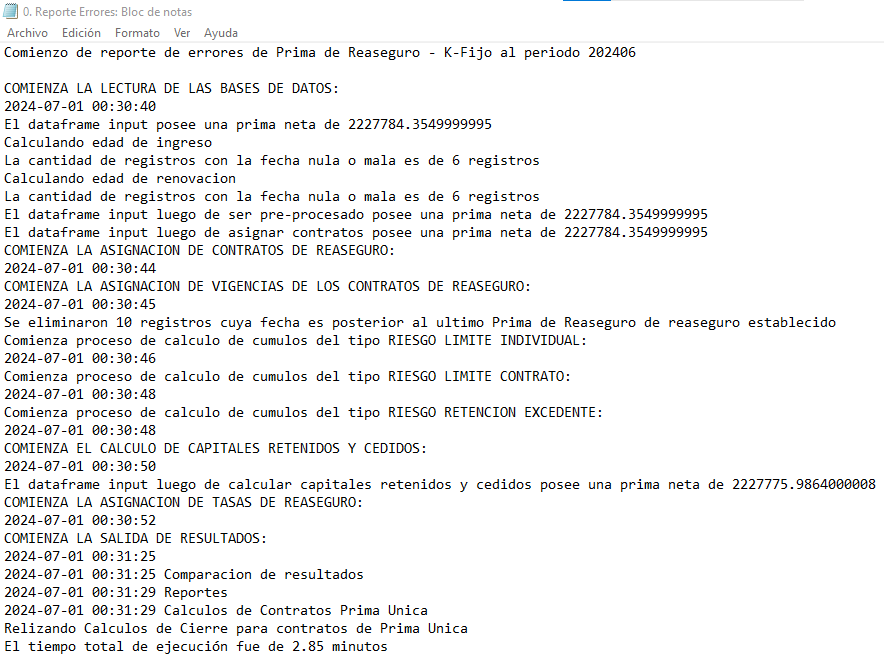 0. Reporte Errores: Bloc de notas
Archivo Edición Formato Ver Ayuda
Comienzo de reporte de errores de Prima de Reaseguro - K-Fijo al periodo 202406
COMIENZA LA LECTURA DE LAS BASES DE DATOS:
2024-07-01 00:30:40
El dataframe input posee una prima neta de 2227784.3549999995
Calculando edad de ingreso
La cantidad de registros con la fecha nula o mala es de 6 registros
Calculando edad de renovacion
La cantidad de registros con la fecha nula o mala es de 6 registros
El dataframe input luego de ser pre-procesado posee una prima neta de 2227784.3549999995
El dataframe input luego de asignar contratos posee una prima neta de 2227784.3549999995
COMIENZA LA ASIGNACION DE CONTRATOS DE REASEGURO:
2024-07-01 00:30:44
COMIENZA LA ASIGNACION DE VIGENCIAS DE LOS CONTRATOS DE REASEGURO:
2024-07-01 00:30:45
Se eliminaron 10 registros cuya fecha es posterior al ultimo Prima de Reaseguro de reaseguro establecido
Comienza proceso de calculo de cumulos del tipo RIESGO LIMITE INDIVIDUAL:
2024-07-01 00:30:46
Comienza proceso de calculo de cumulos del tipo RIESGO LIMITE CONTRATO:
2024-07-01 00:30:48
Comienza proceso de calculo de cumulos del tipo RIESGO RETENCION EXCEDENTE:
2024-07-01 00:30:48
COMIENZA EL CALCULO DE CAPITALES RETENIDOS Y CEDIDOS:
2024-07-01 00:30:50
El dataframe input luego de calcular capitales retenidos y cedidos posee una prima neta de 2227775.9864000008
COMIENZA LA ASIGNACION DE TASAS DE REASEGURO:
2024-07-01 00:30:52
COMIENZA LA SALIDA DE RESULTADOS:
2024-07-01 00:31:25
2024-07-01 00:31:25 Comparacion de resultados
2024-07-01 00:31:29 Reportes
2024-07-01 00:31:29 Calculos de Contratos Prima Unica
Relizando Calculos de Cierre para contratos de Prima Unica
El tiempo total de ejecución fue de 2.85 minutos